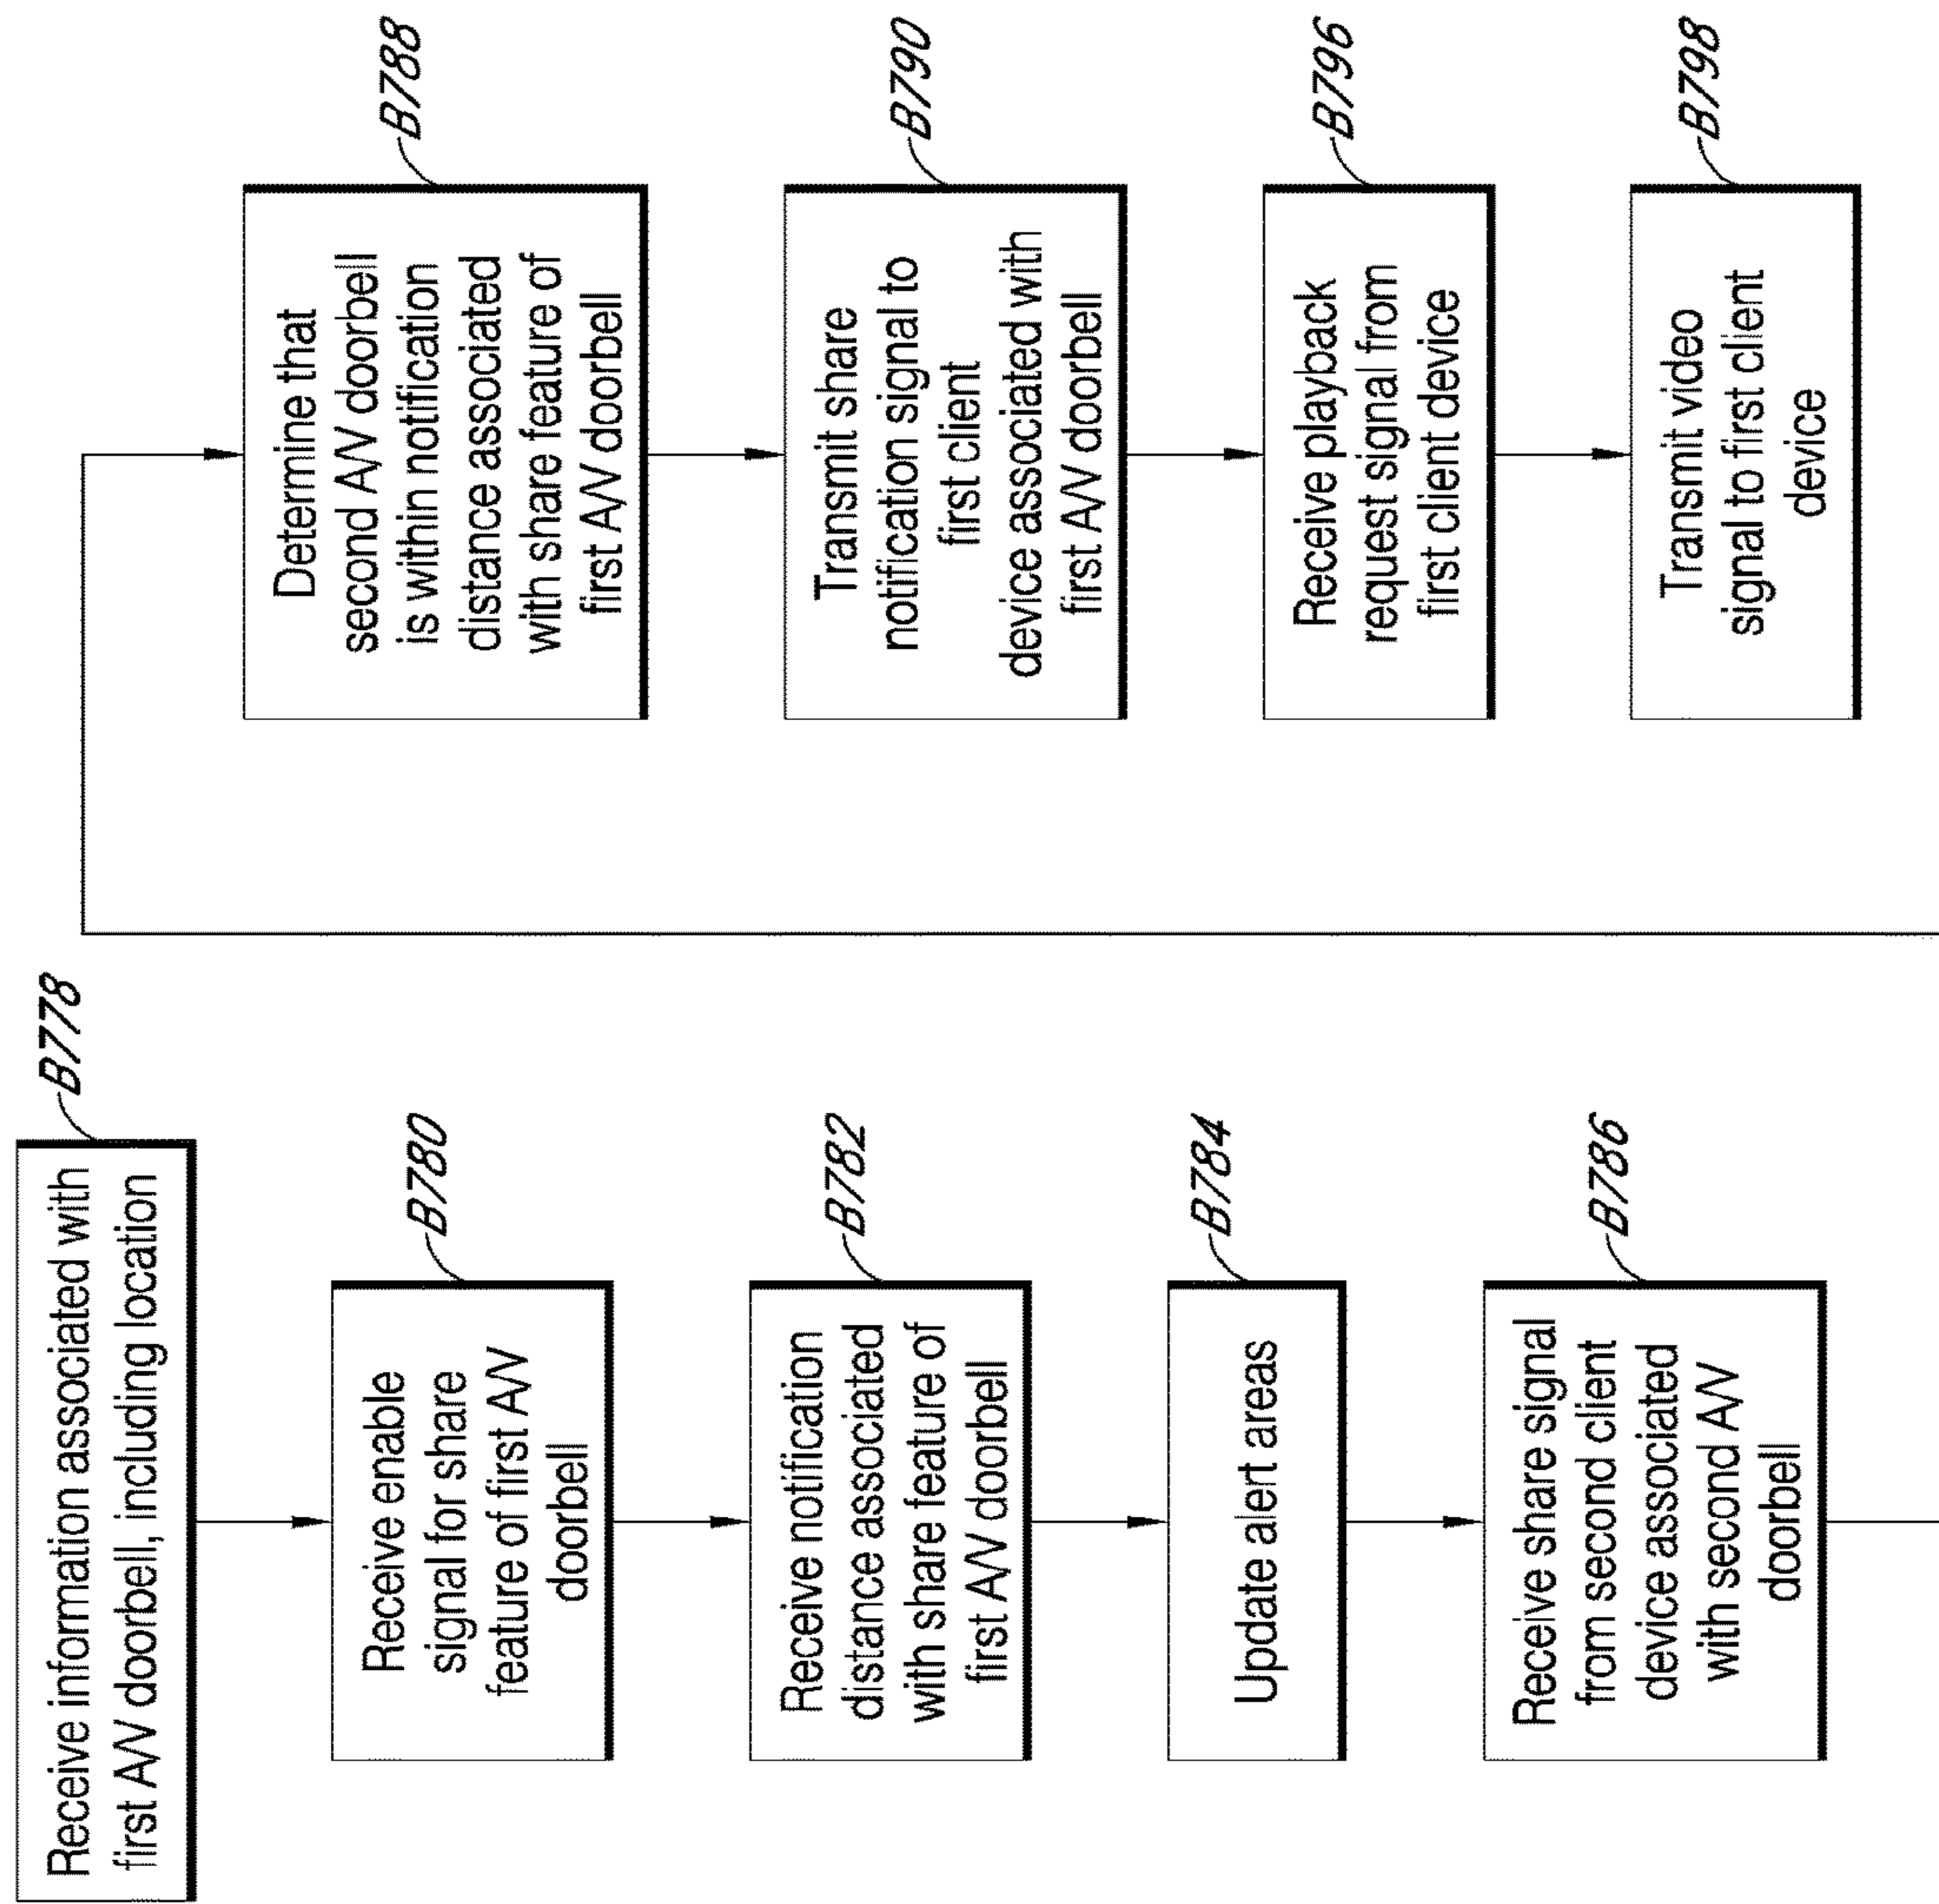 Receive information associated with
first A/V doorbell, including location
B778
Receive enable
signal for share
feature of first A/V
doorbell
B780
Receive notification
distance associated
with share feature of
first A/V doorbell
B782
Update alert areas
B784
Receive share signal
from second client
device associated
with second A/V
doorbell
B786
Determine that
second A/V doorbell
is within notification
distance associated
with share feature of
first A/V doorbell
B788
Transmit share
notification signal to
first client
device associated with
first A/V doorbell
B790
Receive playback
request signal from
first client device
B796
Transmit video
signal to first client
device
B798